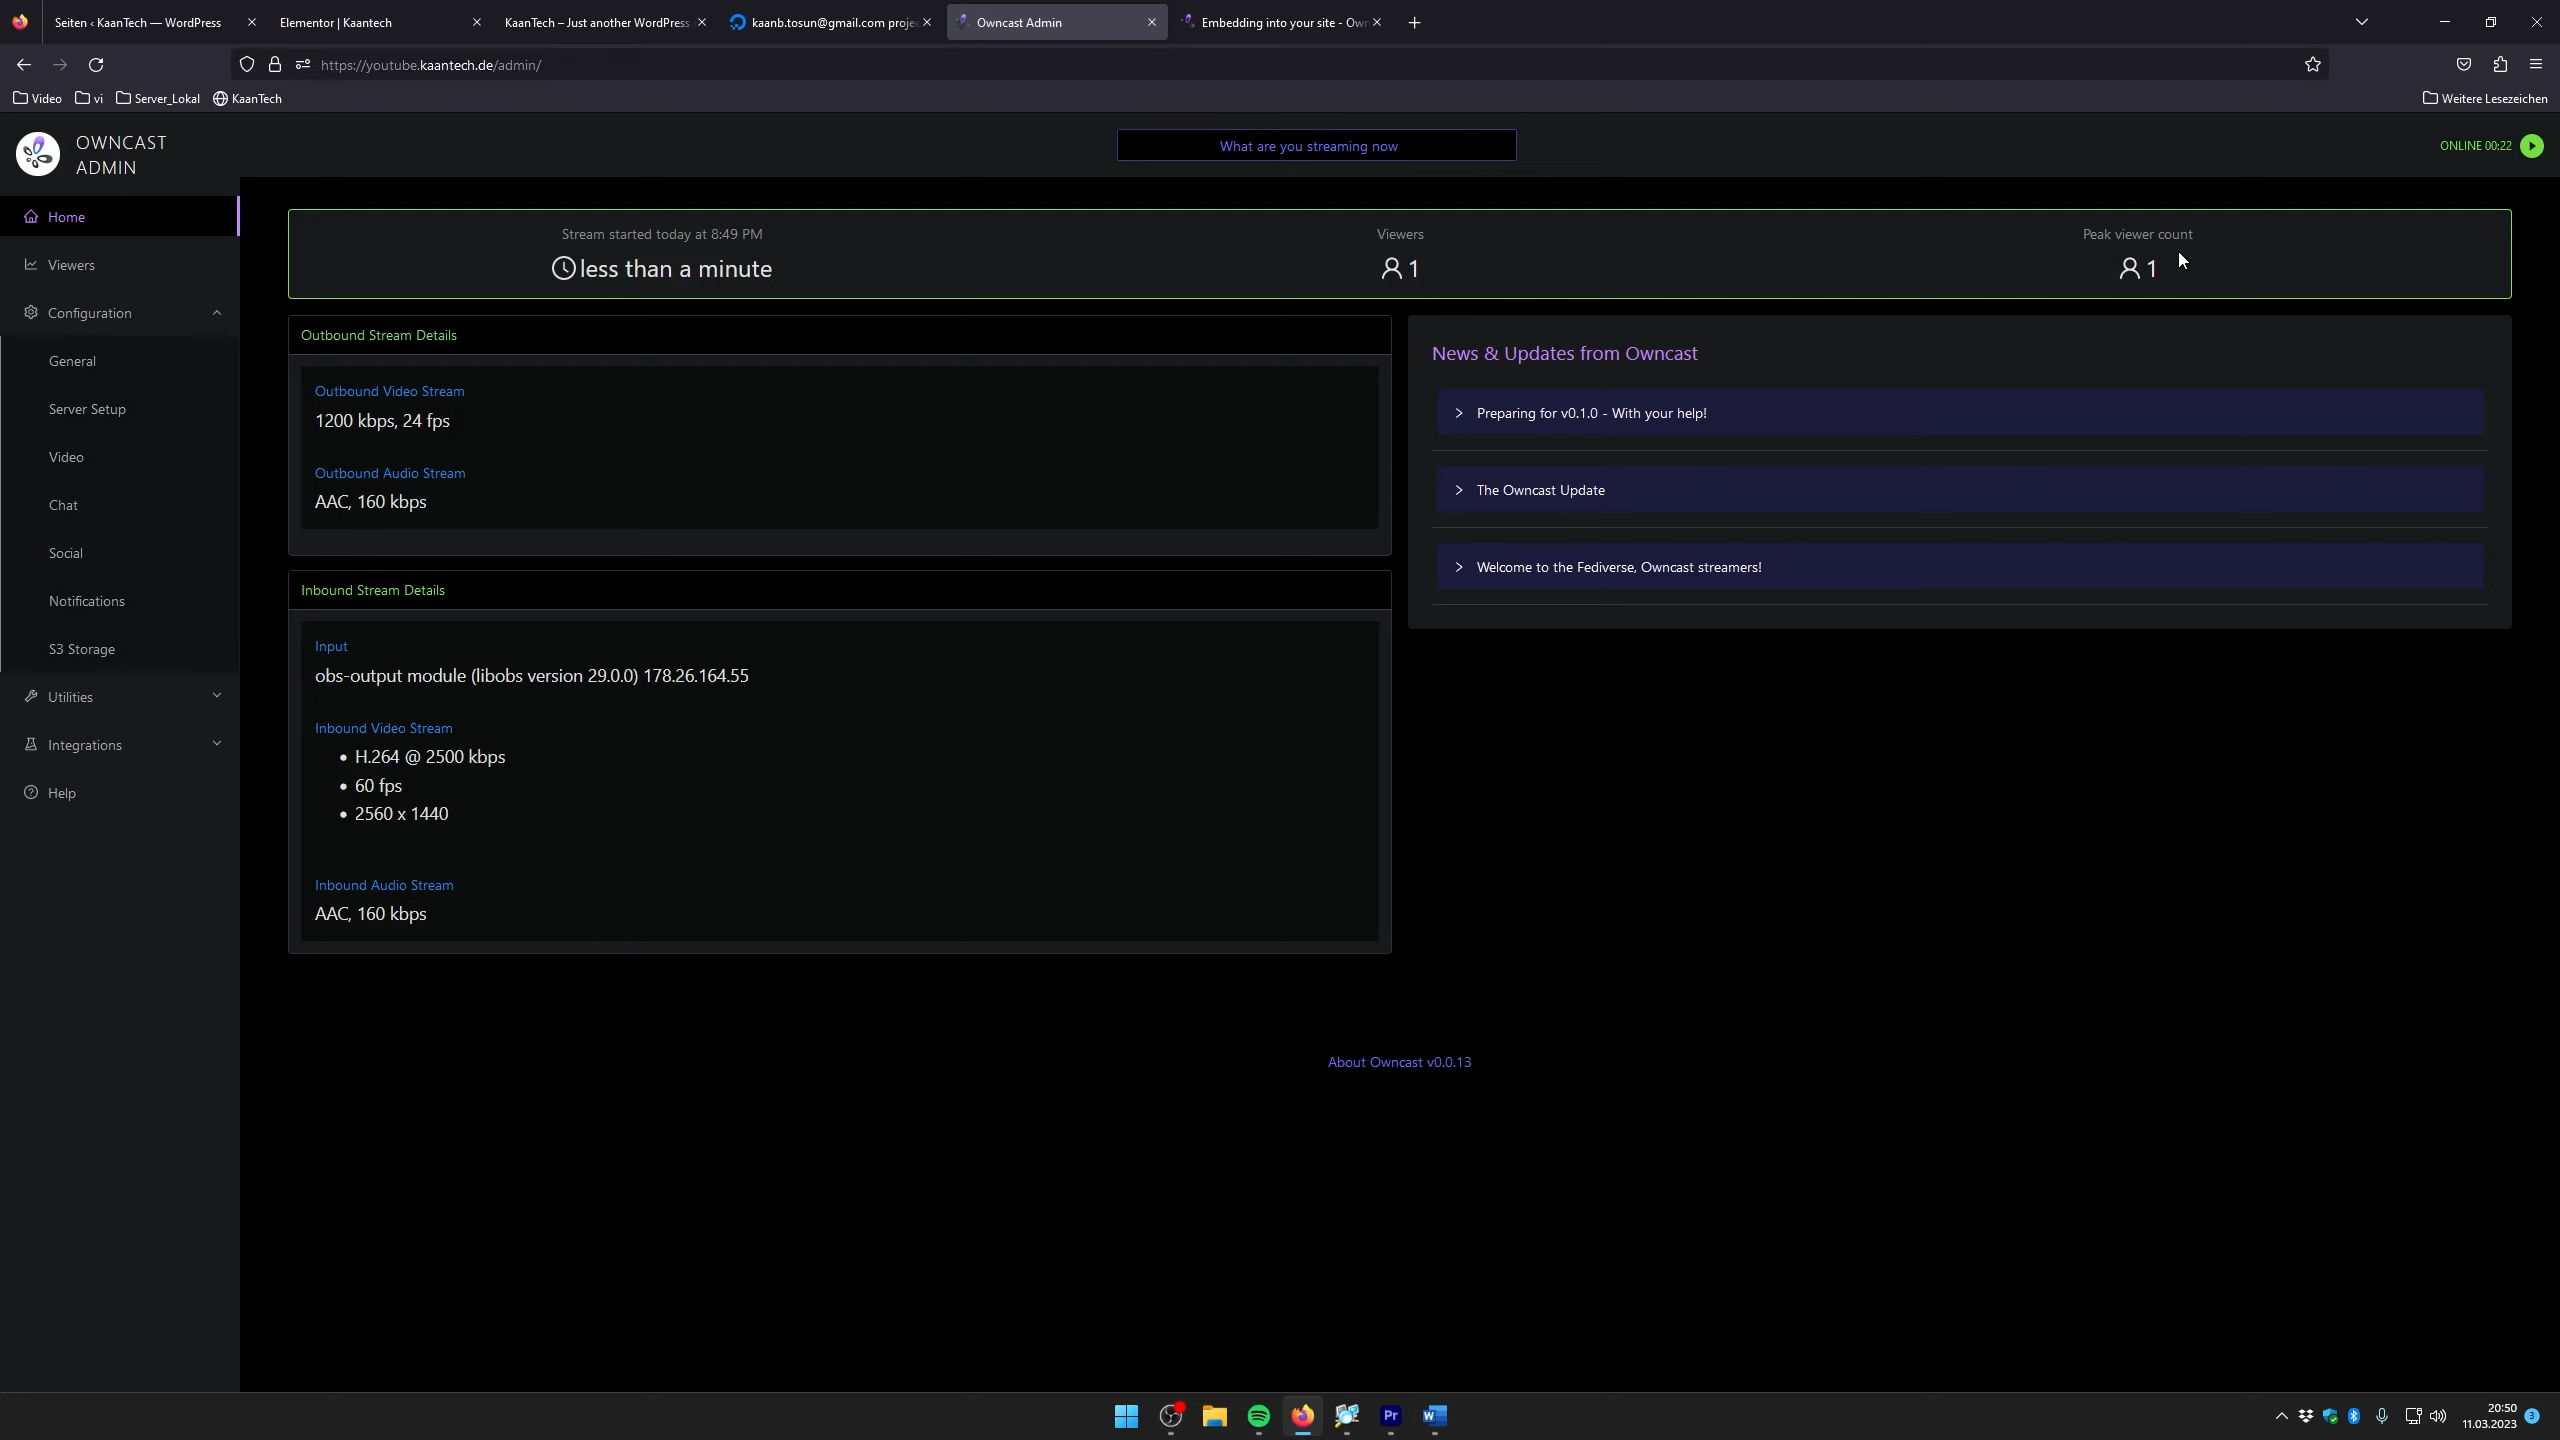 Seiten ‹ KaanTech — WordPress
Elementor | Kaantech
KaanTech – Just another WordPress
kaanb.tosun@gmail.com projec
Owncast Admin
Embedding into your site - Own
https://youtube.kaantech.de/admin/
Video
vi
Server_Lokal
KaanTech
Weitere Lesezeichen
OWNCAST
ADMIN
What are you streaming now
ONLINE 00:22
Home
Viewers
Configuration
General
Server Setup
Video
Chat
Social
Notifications
S3 Storage
Utilities
Integrations
Help
Stream started today at 8:49 PM
less than a minute
Viewers
1
Peak viewer count
1
Outbound Stream Details
Outbound Video Stream
1200 kbps, 24 fps
Outbound Audio Stream
AAC, 160 kbps
Inbound Stream Details
Input
obs-output module (libobs version 29.0.0) 178.26.164.55
Inbound Video Stream
• H.264 @ 2500 kbps
• 60 fps
• 2560 x 1440
Inbound Audio Stream
AAC, 160 kbps
News & Updates from Owncast
Preparing for v0.1.0 - With your help!
The Owncast Update
Welcome to the Fediverse, Owncast streamers!
About Owncast v0.0.13
Pr
W
20:50
11.03.2023
3